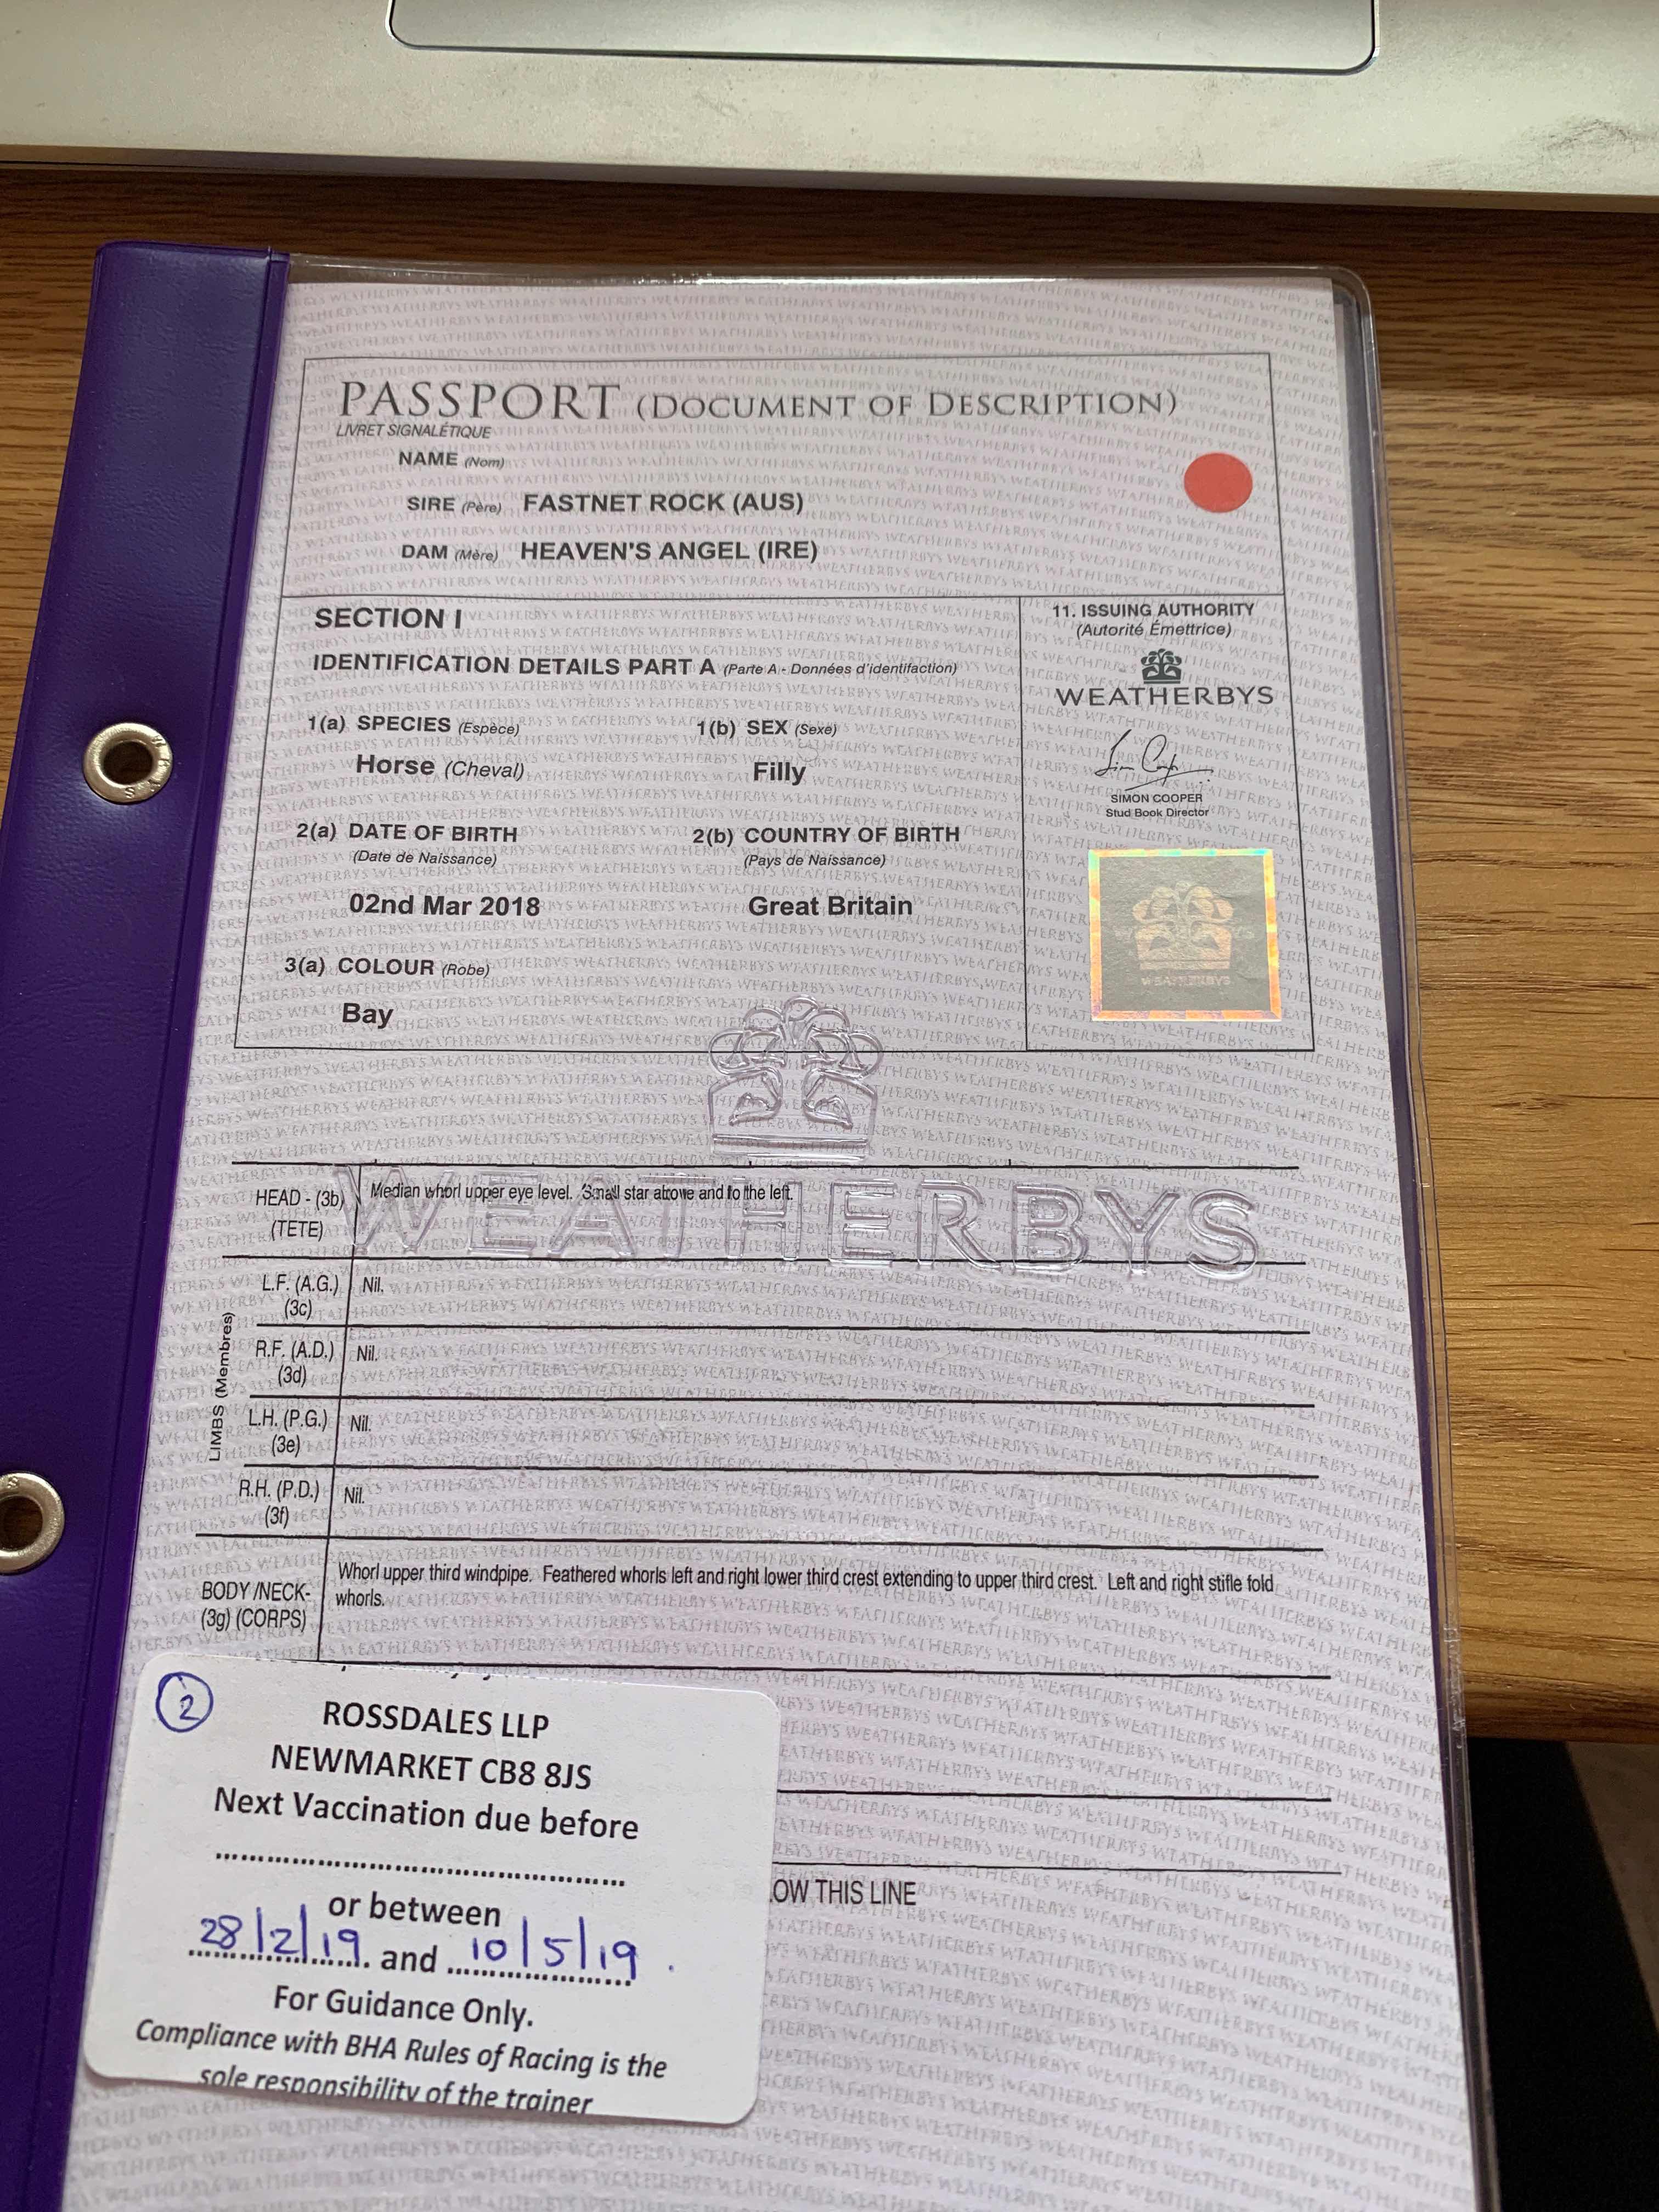 PASSPORT (DOCUMENT OF DESCRIPTION)
LIVRET SIGNALÉTIQUE
NAME (Nom)
SIRE (Père) FASTNET ROCK (AUS)
DAM (Mère) HEAVEN'S ANGEL (IRE)
SECTION I
IDENTIFICATION DETAILS PART A (Parte A - Données d'identifaction)
1(a) SPECIES (Espèce)
Horse (Cheval)
1(b) SEX (Sexe)
Filly
2(a) DATE OF BIRTH
(Date de Naissance)
02nd Mar 2018
2(b) COUNTRY OF BIRTH
(Pays de Naissance)
Great Britain
3(a) COLOUR (Robe)
Bay
11. ISSUING AUTHORITY
(Autorité Émettrice)
WEATHERBYS
SIMON COOPER
Stud Book Director
WEATHERBYS
WEATHERBYS
HEAD - (3b)
(TETE)
Median whorl upper eye level. Small star above and to the left.
LIMBS (Membres)
L.F. (A.G.)
(3c)
Nil.
R.F. (A.D.)
(3d)
Nil.
L.H. (P.G.)
(3e)
Nil.
R.H. (P.D.)
(3f)
Nil.
BODY /NECK-
(3g) (CORPS)
Whorl upper third windpipe. Feathered whorls left and right lower third crest extending to upper third crest. Left and right stifle fold
whorls.
OW THIS LINE
2
ROSSDALES LLP
NEWMARKET CB8 8JS
Next Vaccination due before
or between
28/2/19 and 10/5/19.
For Guidance Only.
Compliance with BHA Rules of Racing is the
sole responsibility of the trainer